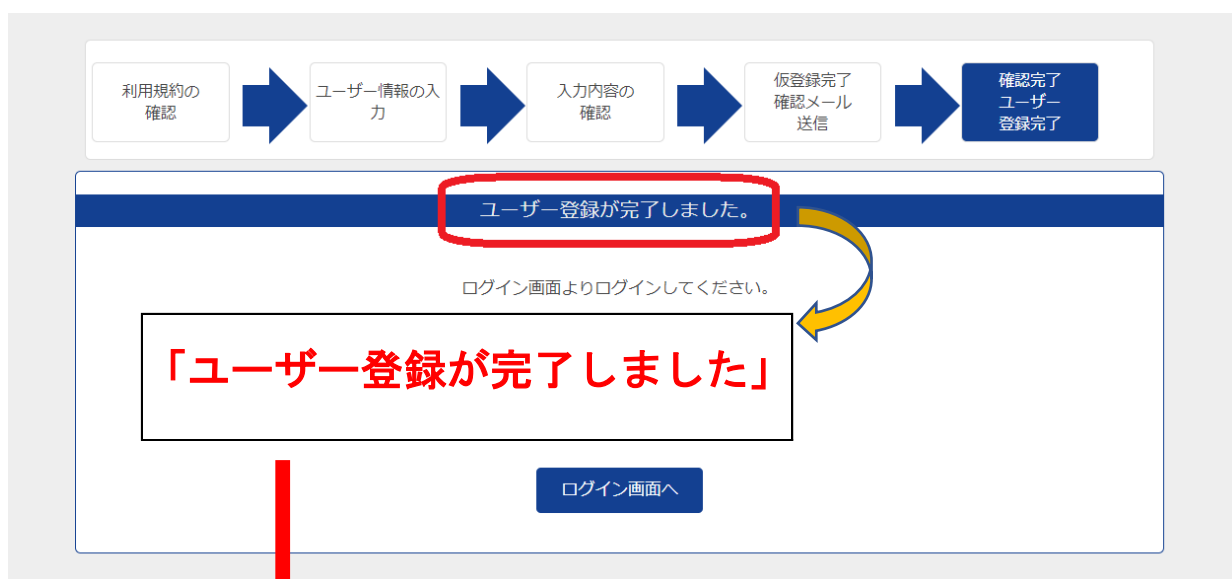 利用規約の
確認
ユーザー情報の入
力
入力内容の
確認
仮登録完了
確認メール
送信
確認完了
ユーザー
登録完了
ユーザー登録が完了しました。
ログイン画面よりログインしてください。
「ユーザー登録が完了しました」
ログイン画面へ